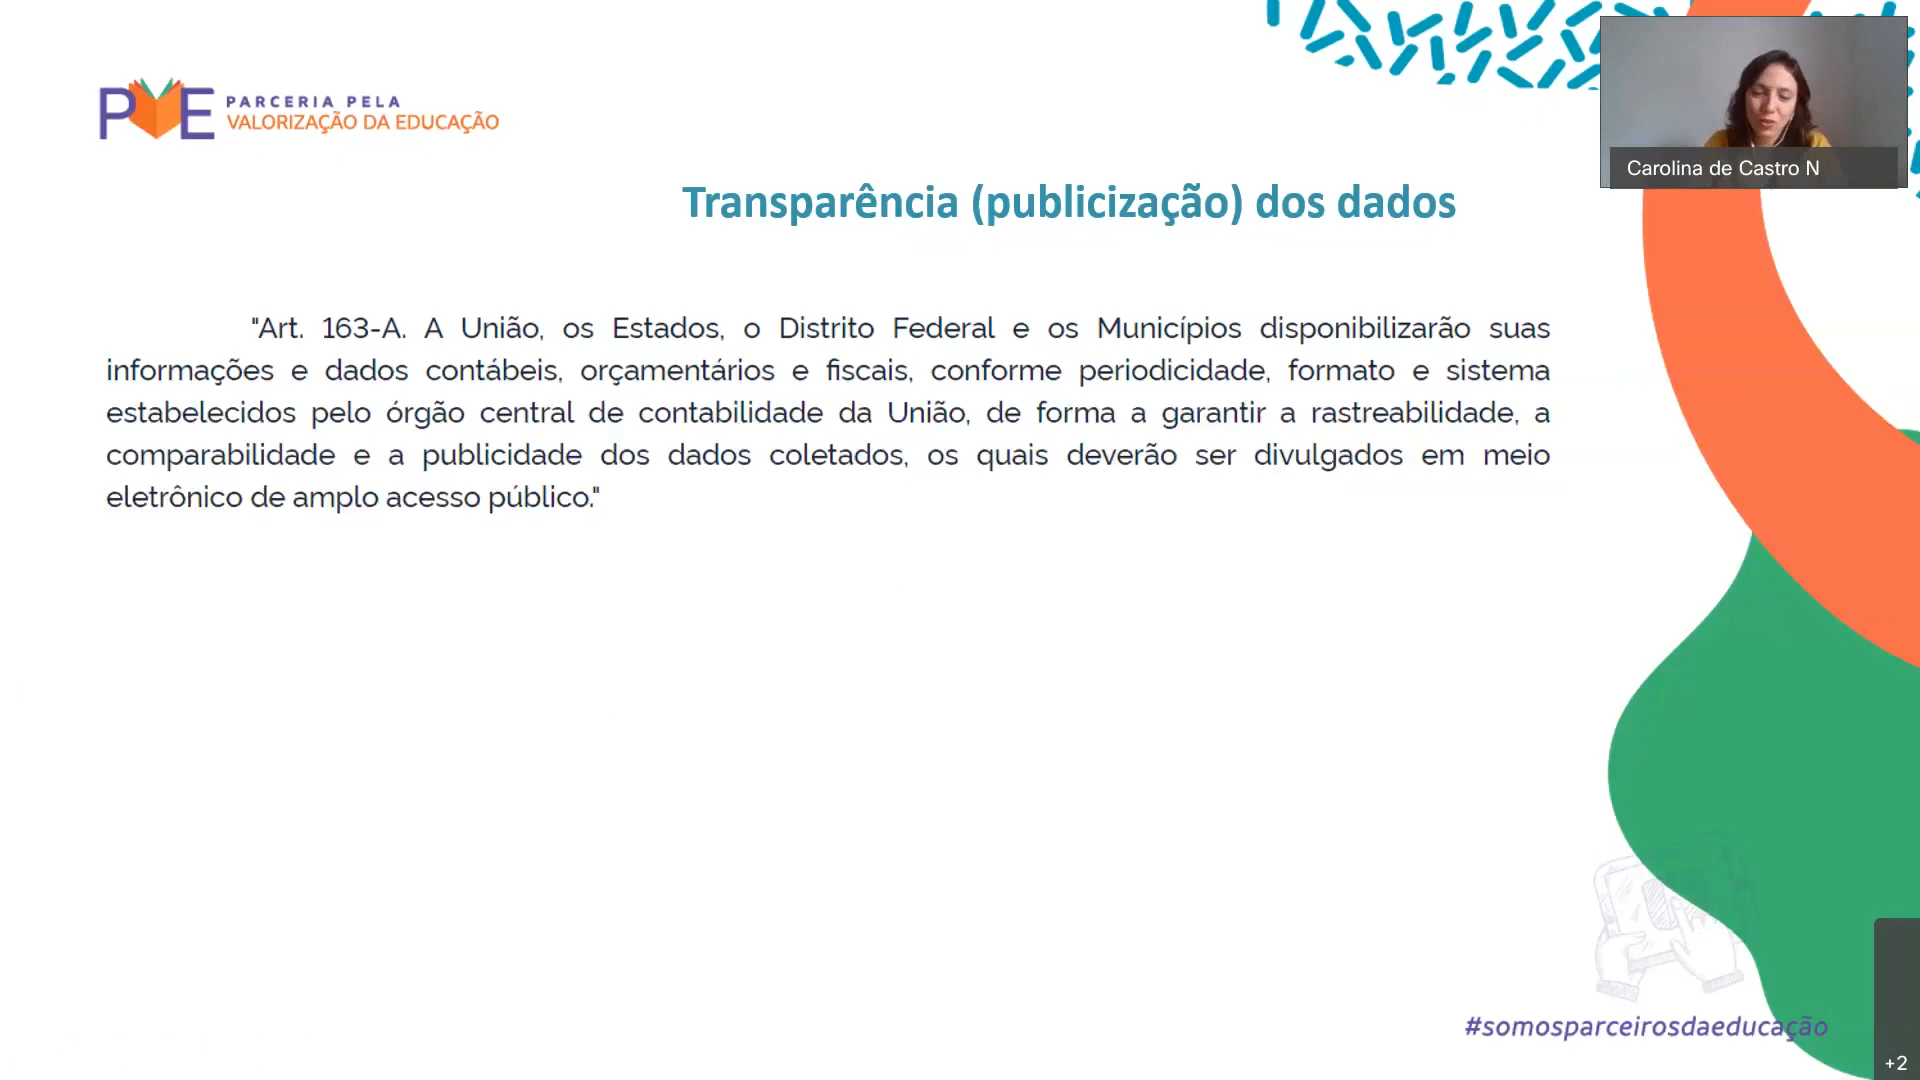 PVE PARCERIA PELA
VALORIZAÇÃO DA EDUCAÇÃO
Carolina de Castro N
Transparência (publicização) dos dados
"Art. 163-A. A União, os Estados, o Distrito Federal e os Municípios disponibilizarão suas
informações e dados contábeis, orçamentários e fiscais, conforme periodicidade, formato e sistema
estabelecidos pelo órgão central de contabilidade da União, de forma a garantir a rastreabilidade, a
comparabilidade e a publicidade dos dados coletados, os quais deverão ser divulgados em meio
eletrônico de amplo acesso público."
#somosparceirosdaeducação
+2